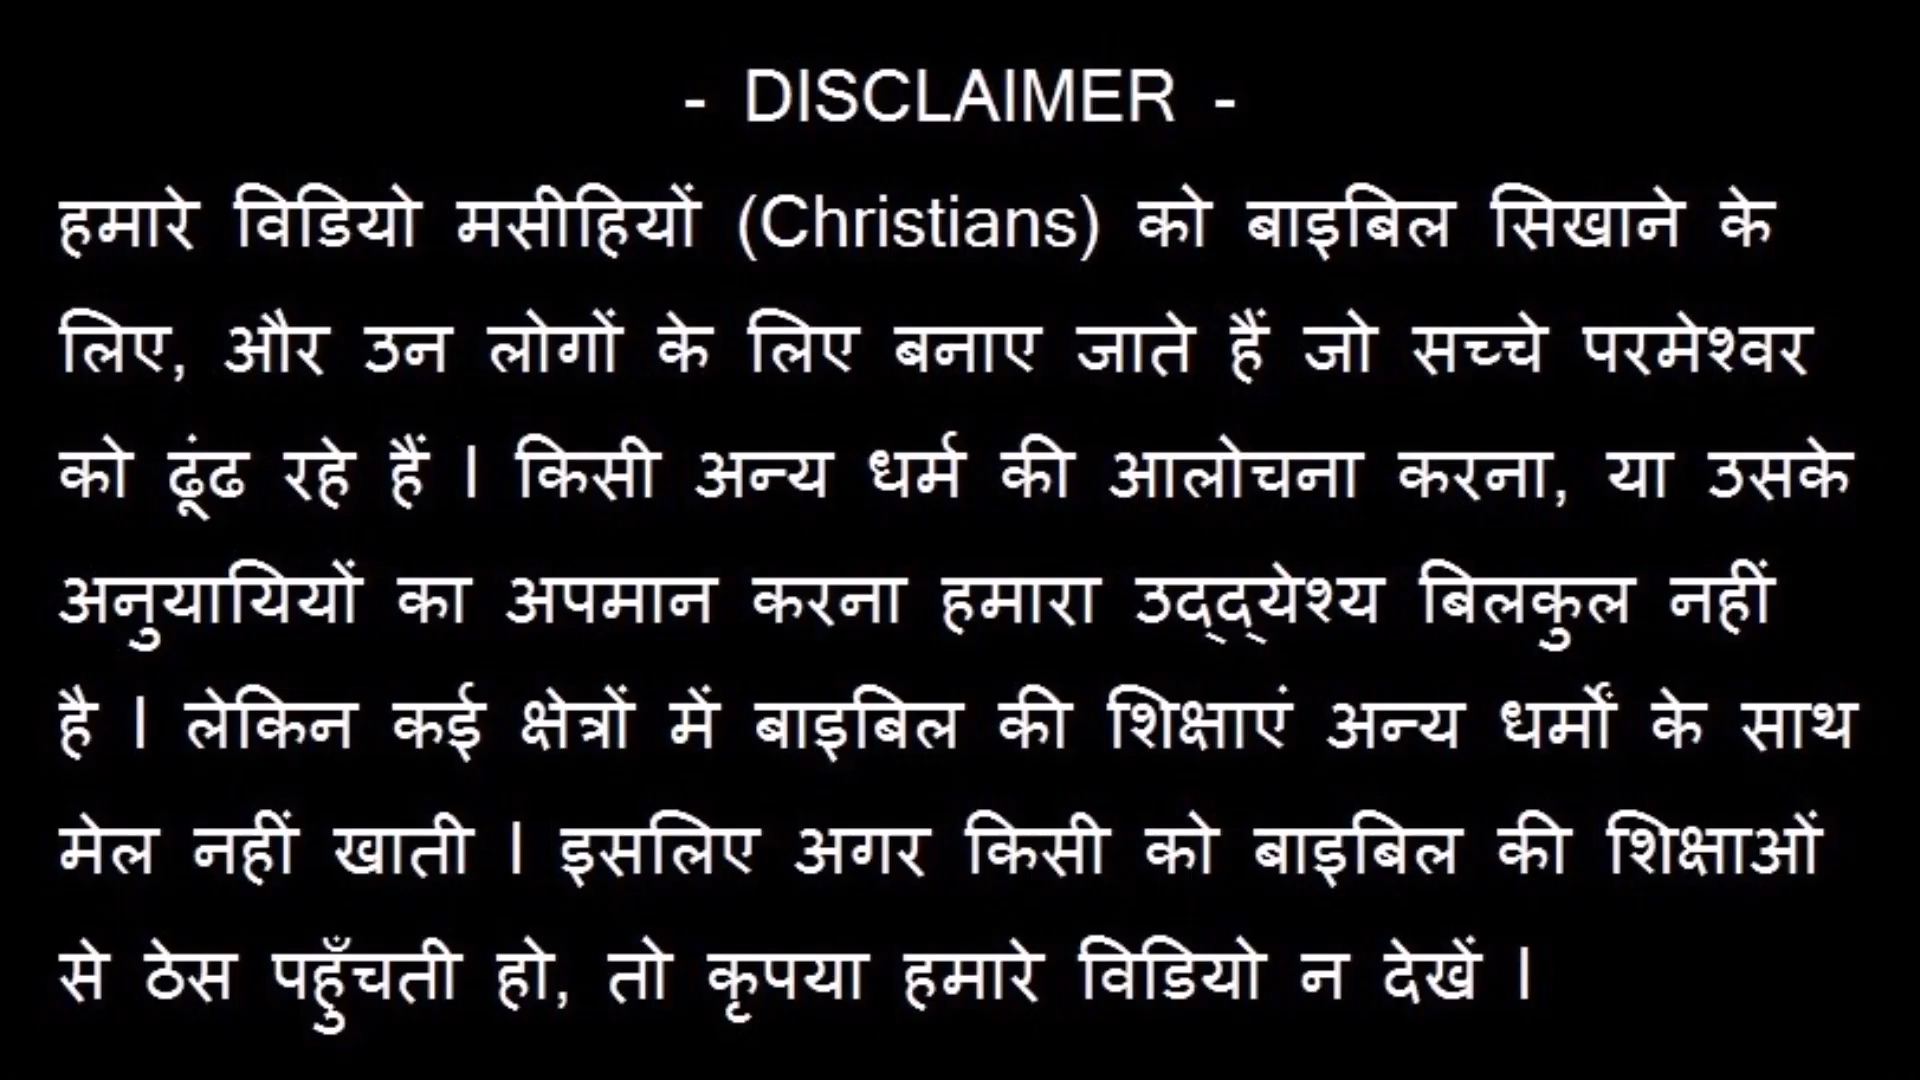 - DISCLAIMER -
हमारे विडियो मसीहियों (Christians) को बाइबिल सिखाने के
लिए, और उन लोगों के लिए बनाए जाते हैं जो सच्चे परमेश्वर
को ढूंढ रहे हैं । किसी अन्य धर्म की आलोचना करना, या उसके
अनुयायियों का अपमान करना हमारा उद्द्येश्य बिलकुल नहीं
है । लेकिन कई क्षेत्रों में बाइबिल की शिक्षाएं अन्य धर्मों के साथ
मेल नहीं खाती । इसलिए अगर किसी को बाइबिल की शिक्षाओं
से ठेस पहुँचती हो, तो कृपया हमारे विडियो न देखें ।